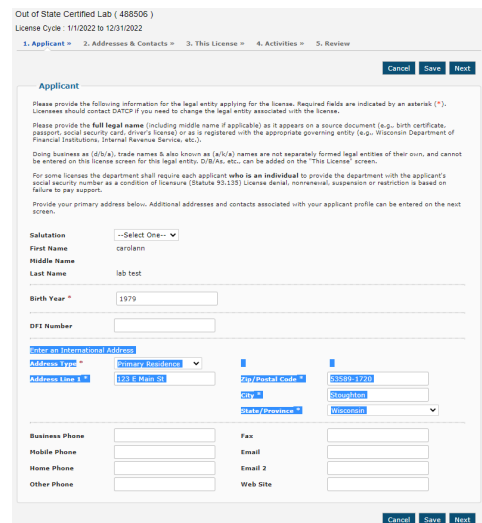 Out of State Certified Lab ( 488506 )
License Cycle : 1/1/2022 to 12/31/2022
1. Applicant » 2. Addresses & Contacts » 3. This License » 4. Activities » 5. Review
Cancel Save Next
Applicant
Please provide the following information for the legal entity applying for the license. Required fields are indicated by an asterisk (*).
Licensees should contact DATCP if you need to change the legal entity associated with the license.
Please provide the full legal name (including middle name if applicable) as it appears on a source document (e.g., birth certificate,
passport, social security card, driver's license) or as is registered with the appropriate governing entity (e.g., Wisconsin Department of
Financial Institutions, Internal Revenue Service, etc.).
Doing business as (d/b/a), trade names & also known as (a/k/a) names are not separately formed legal entities of their own, and cannot
be entered on this license screen for this legal entity. D/B/As, etc., can be added on the "This License" screen.
For some licenses the department shall require each applicant who is an individual to provide the department with the applicant's
social security number as a condition of licensure (Statute 93.135) License denial, nonrenewal, suspension or restriction is based on
failure to pay support.
Provide your primary address below. Additional addresses and contacts associated with your applicant profile can be entered on the next
screen.
Salutation --Select One--
First Name carolann
Middle Name
Last Name lab test
Birth Year * 1979
DFI Number
Enter an International Address
Address Type * Primary Residence
Address Line 1 * 123 E Main St Zip/Postal Code * 53589-1720
City * Stoughton
State/Province * Wisconsin
Business Phone Fax
Mobile Phone Email
Home Phone Email 2
Other Phone Web Site
Cancel Save Next